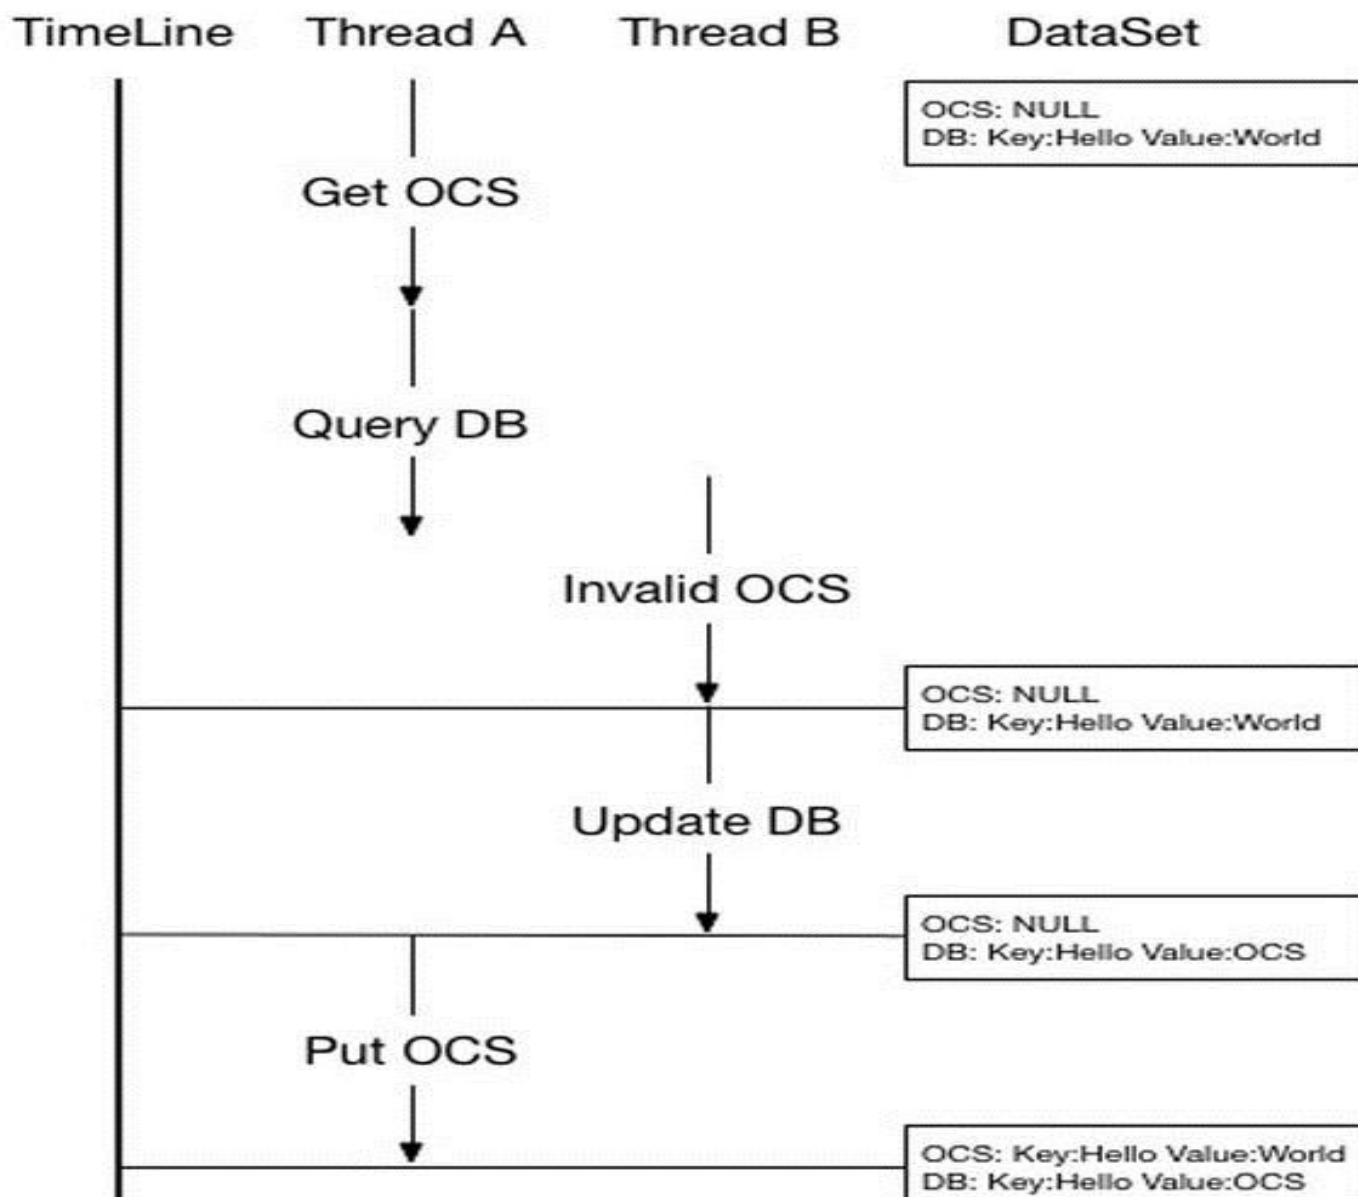 TimeLine Thread A Thread B DataSet
OCS: NULL
DB: Key:Hello Value:World
Get OCS
Query DB
Invalid OCS
OCS: NULL
DB: Key:Hello Value:World
Update DB
OCS: NULL
DB: Key:Hello Value:OCS
Put OCS
OCS: Key:Hello Value:World
DB: Key:Hello Value:OCS